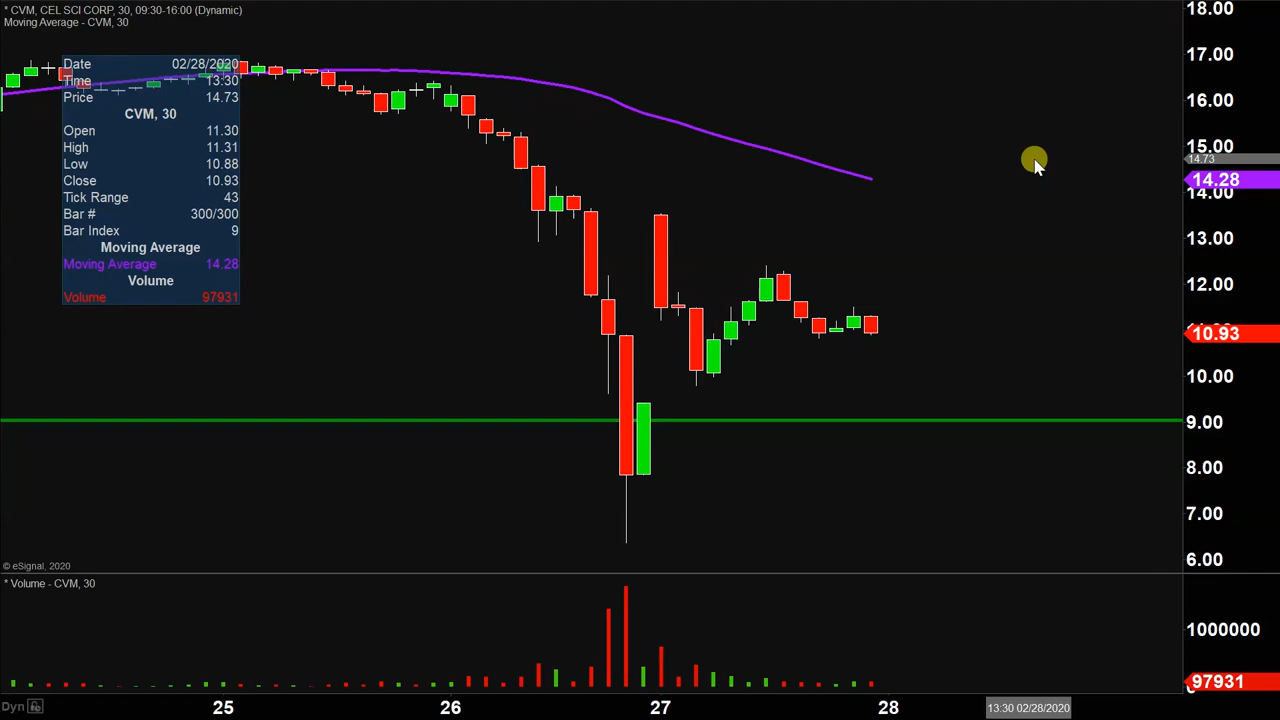 * CVM, CEL SCI CORP, 30, 09:30-16:00 (Dynamic)
Moving Average - CVM, 30
Date 02/28/2020
Time 13:30
Price 14.73
CVM, 30
Open 11.30
High 11.31
Low 10.88
Close 10.93
Tick Range 43
Bar # 300/300
Bar Index 9
Moving Average
Moving Average 14.28
Volume
Volume 97931
18.00
17.00
16.00
15.00
14.73
14.28
14.00
13.00
12.00
10.93
10.00
9.00
8.00
7.00
6.00
© eSignal, 2020
* Volume - CVM, 30
1000000
97931
Dyn
25
26
27
28
13:30 02/28/2020